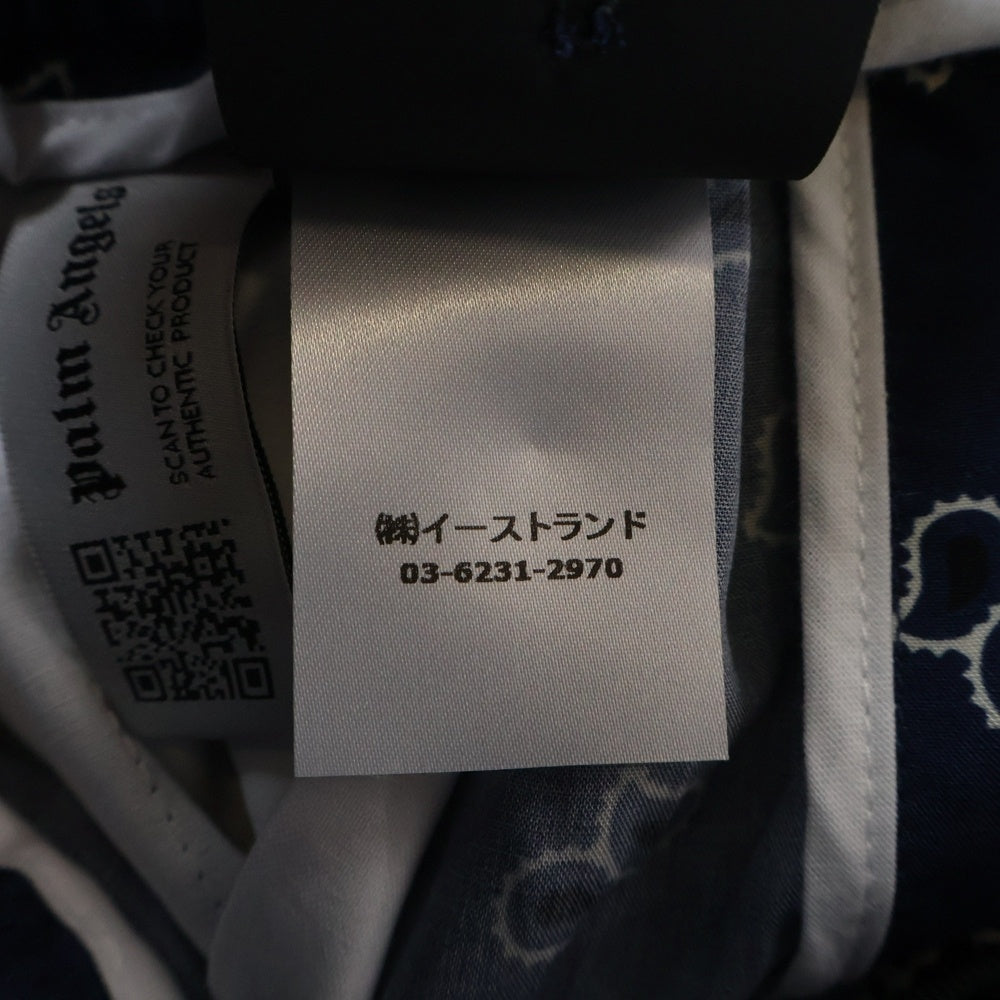 palm Angels
SCAN TO CHECK YOUR
AUTHENTIC PRODUCT
㈱イーストランド
03-6231-2970